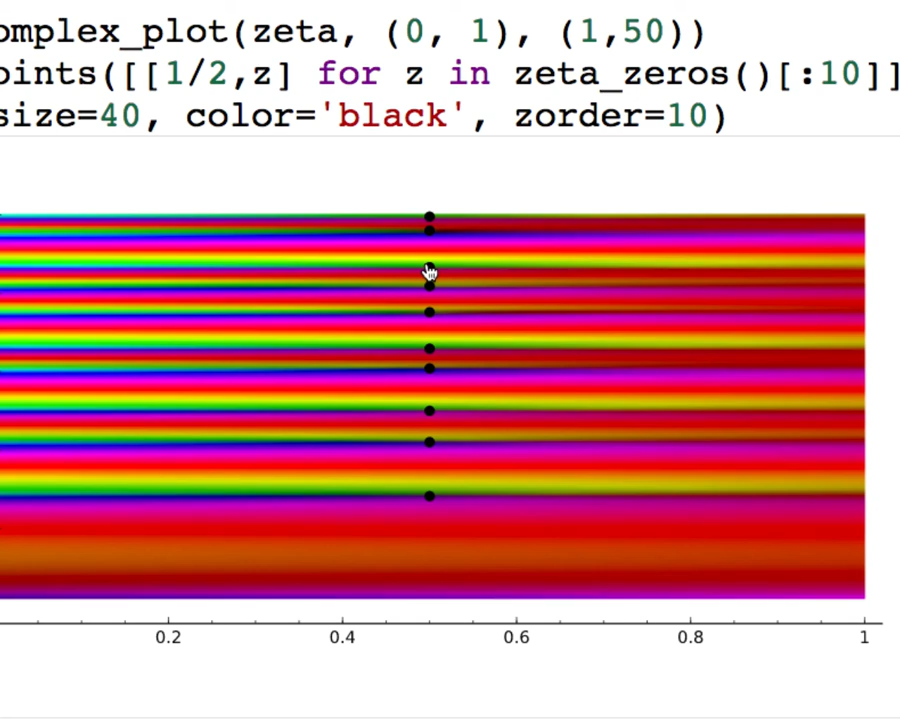 omplex_plot(zeta, (0, 1), (1,50))
oints([[1/2,z] for z in zeta_zeros()[:10]]
size=40, color='black', zorder=10)
0.2 0.4 0.6 0.8 1